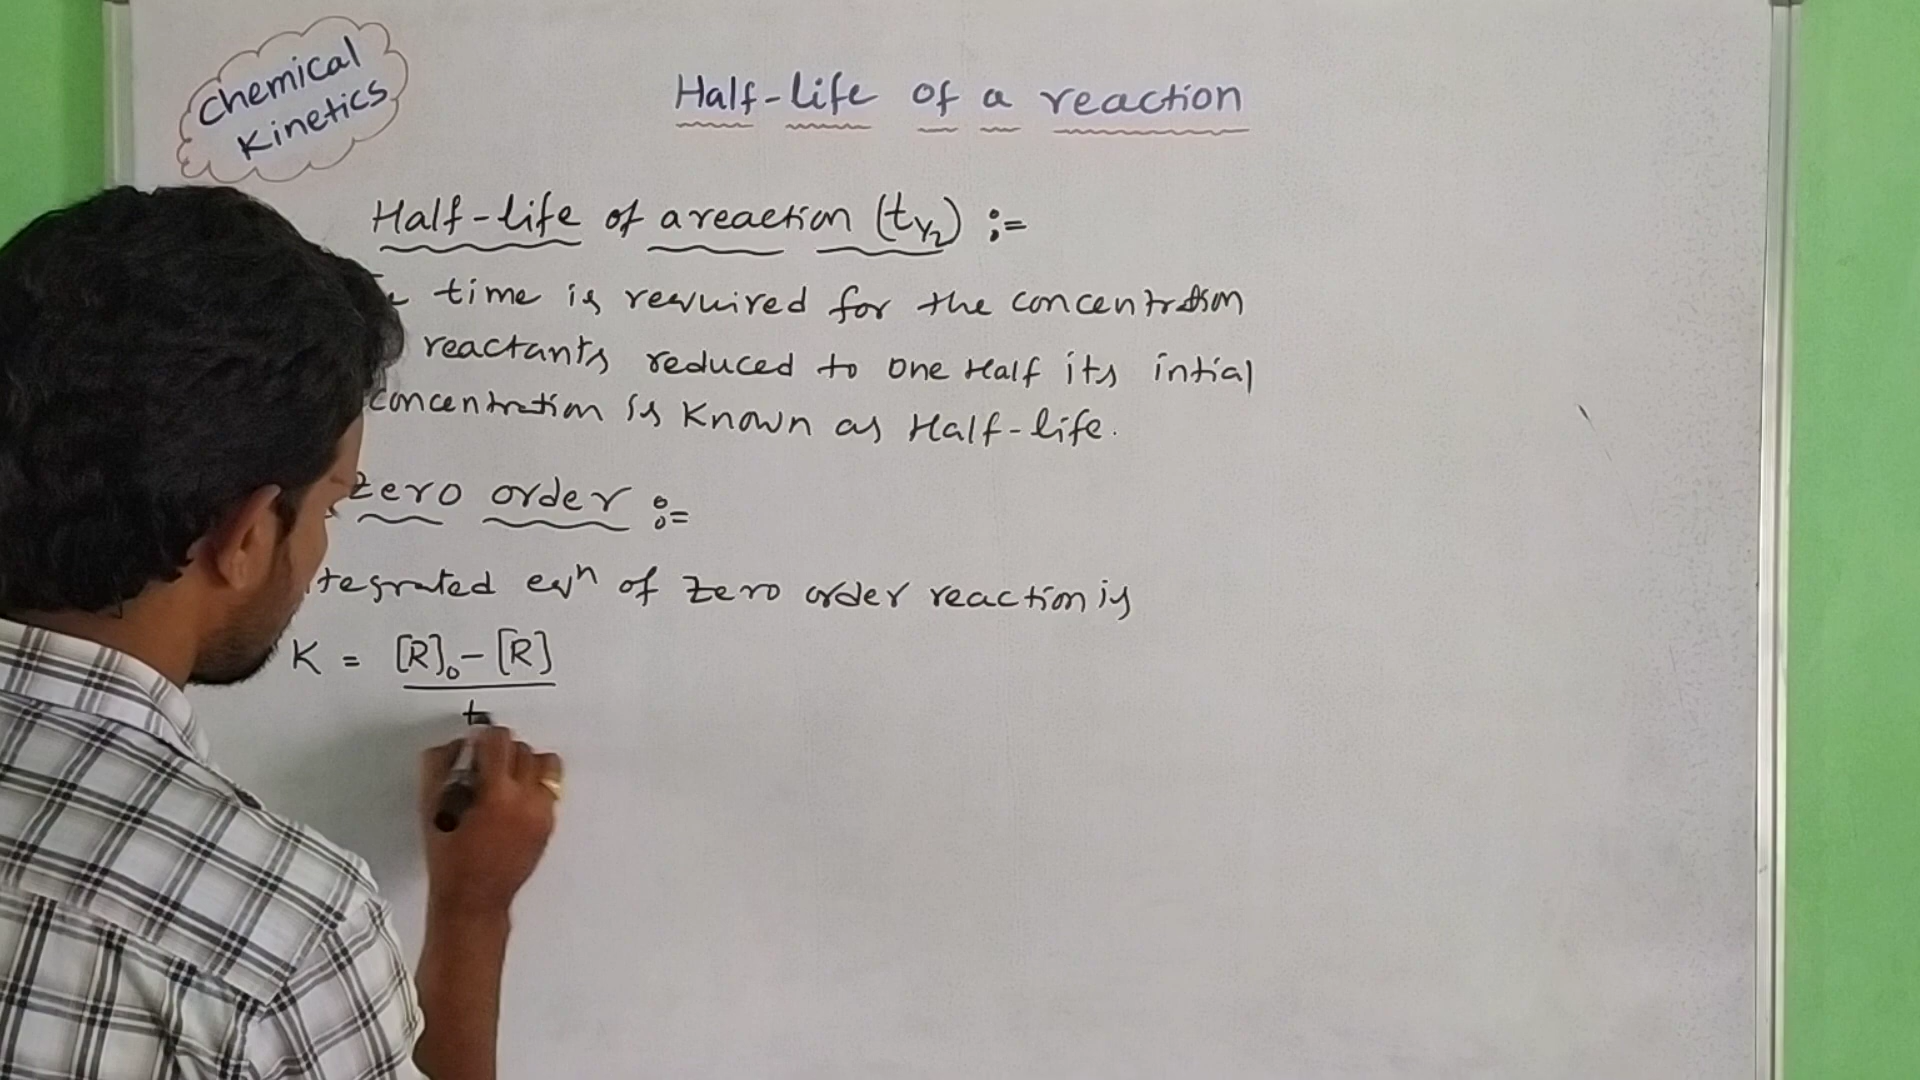 Chemical
Kinetics
Half-life of a reaction
Half-life of a reaction (t1/2) :=
time is required for the concentration
reactants reduced to one Half its intial
concentration is known as Half-life.
Zero order :=
tegrated eqn of zero order reaction is
K = [R]0 - [R]
t